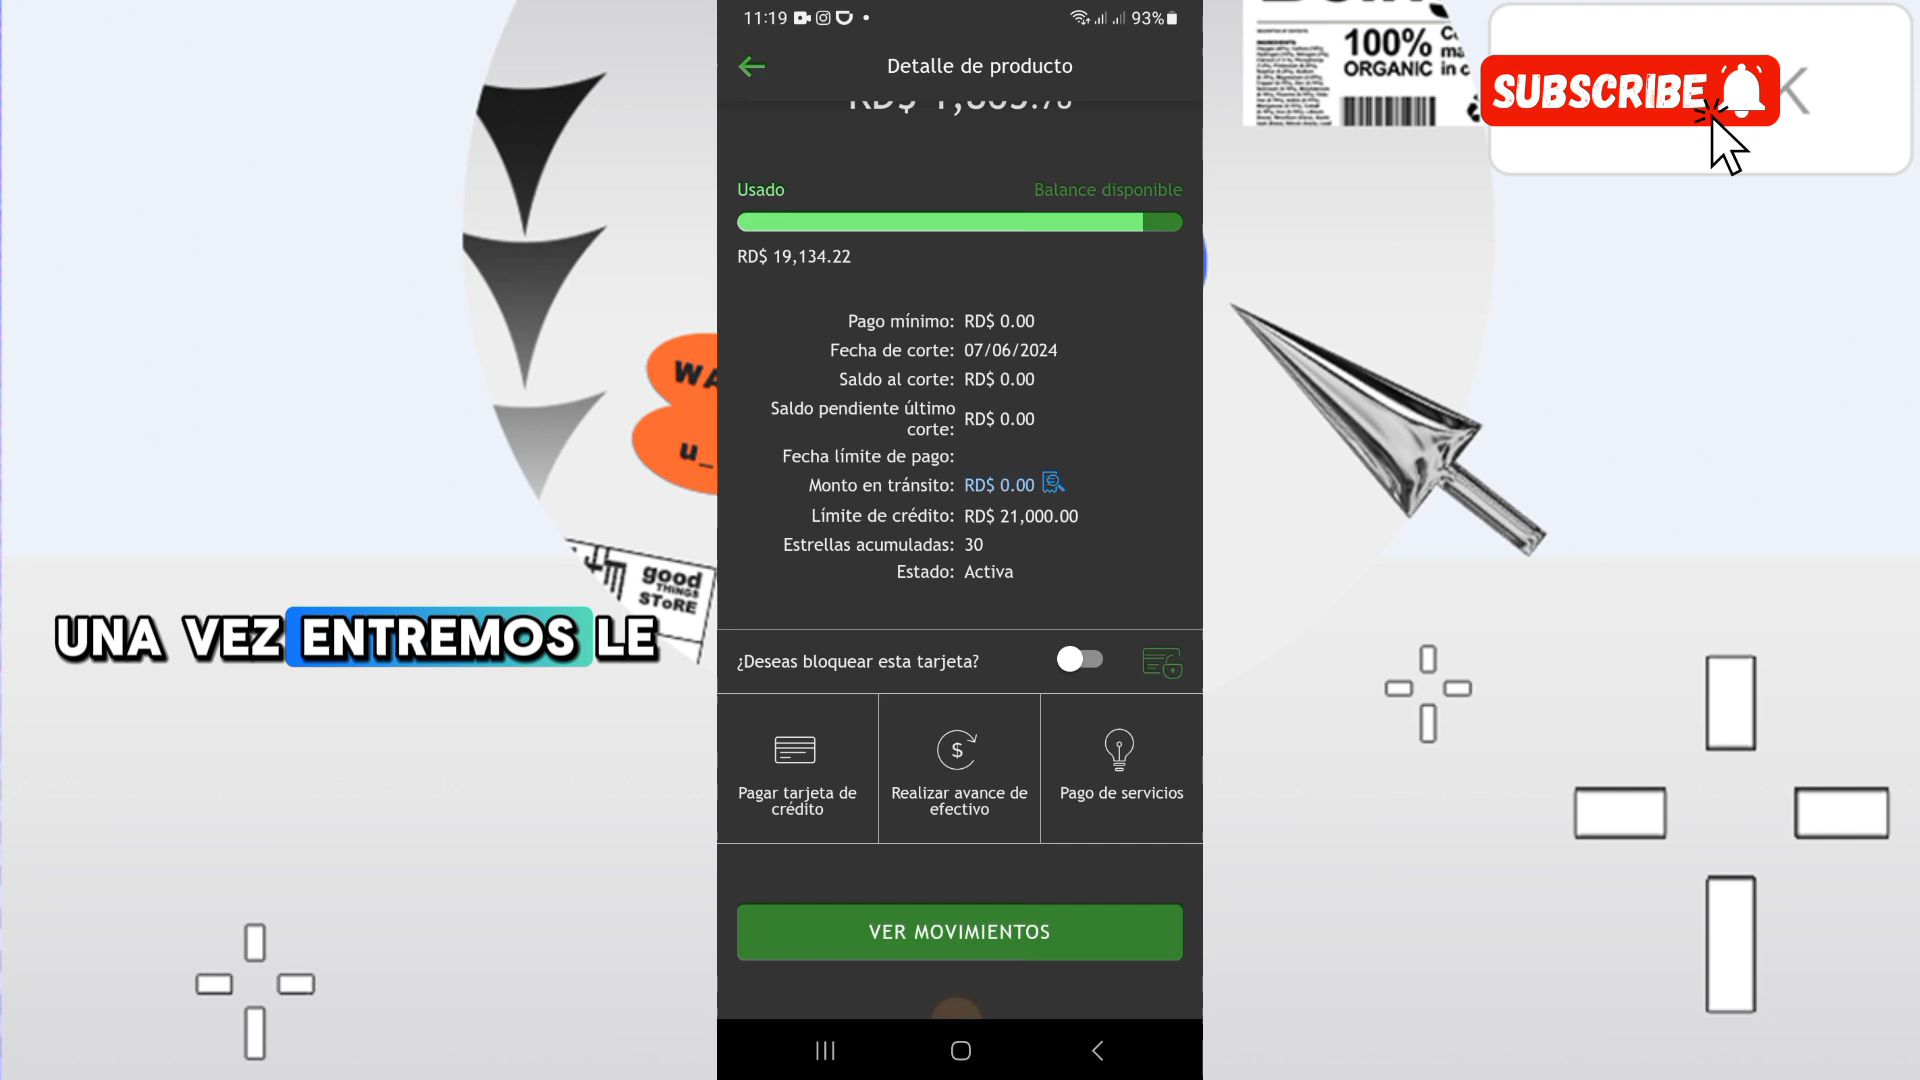 11:19
93%
Detalle de producto
Usado
Balance disponible
RD$ 19,134.22
Pago mínimo: RD$ 0.00
Fecha de corte: 07/06/2024
Saldo al corte: RD$ 0.00
Saldo pendiente último
corte: RD$ 0.00
Fecha límite de pago:
Monto en tránsito: RD$ 0.00
Límite de crédito: RD$ 21,000.00
Estrellas acumuladas: 30
Estado: Activa
¿Deseas bloquear esta tarjeta?
Pagar tarjeta de
crédito
Realizar avance de
efectivo
Pago de servicios
VER MOVIMIENTOS
UNA VEZ ENTREMOS LE
good
THINGS
SToRE
WA
u_
100%
ORGANIC
in c
SUBSCRIBE
K